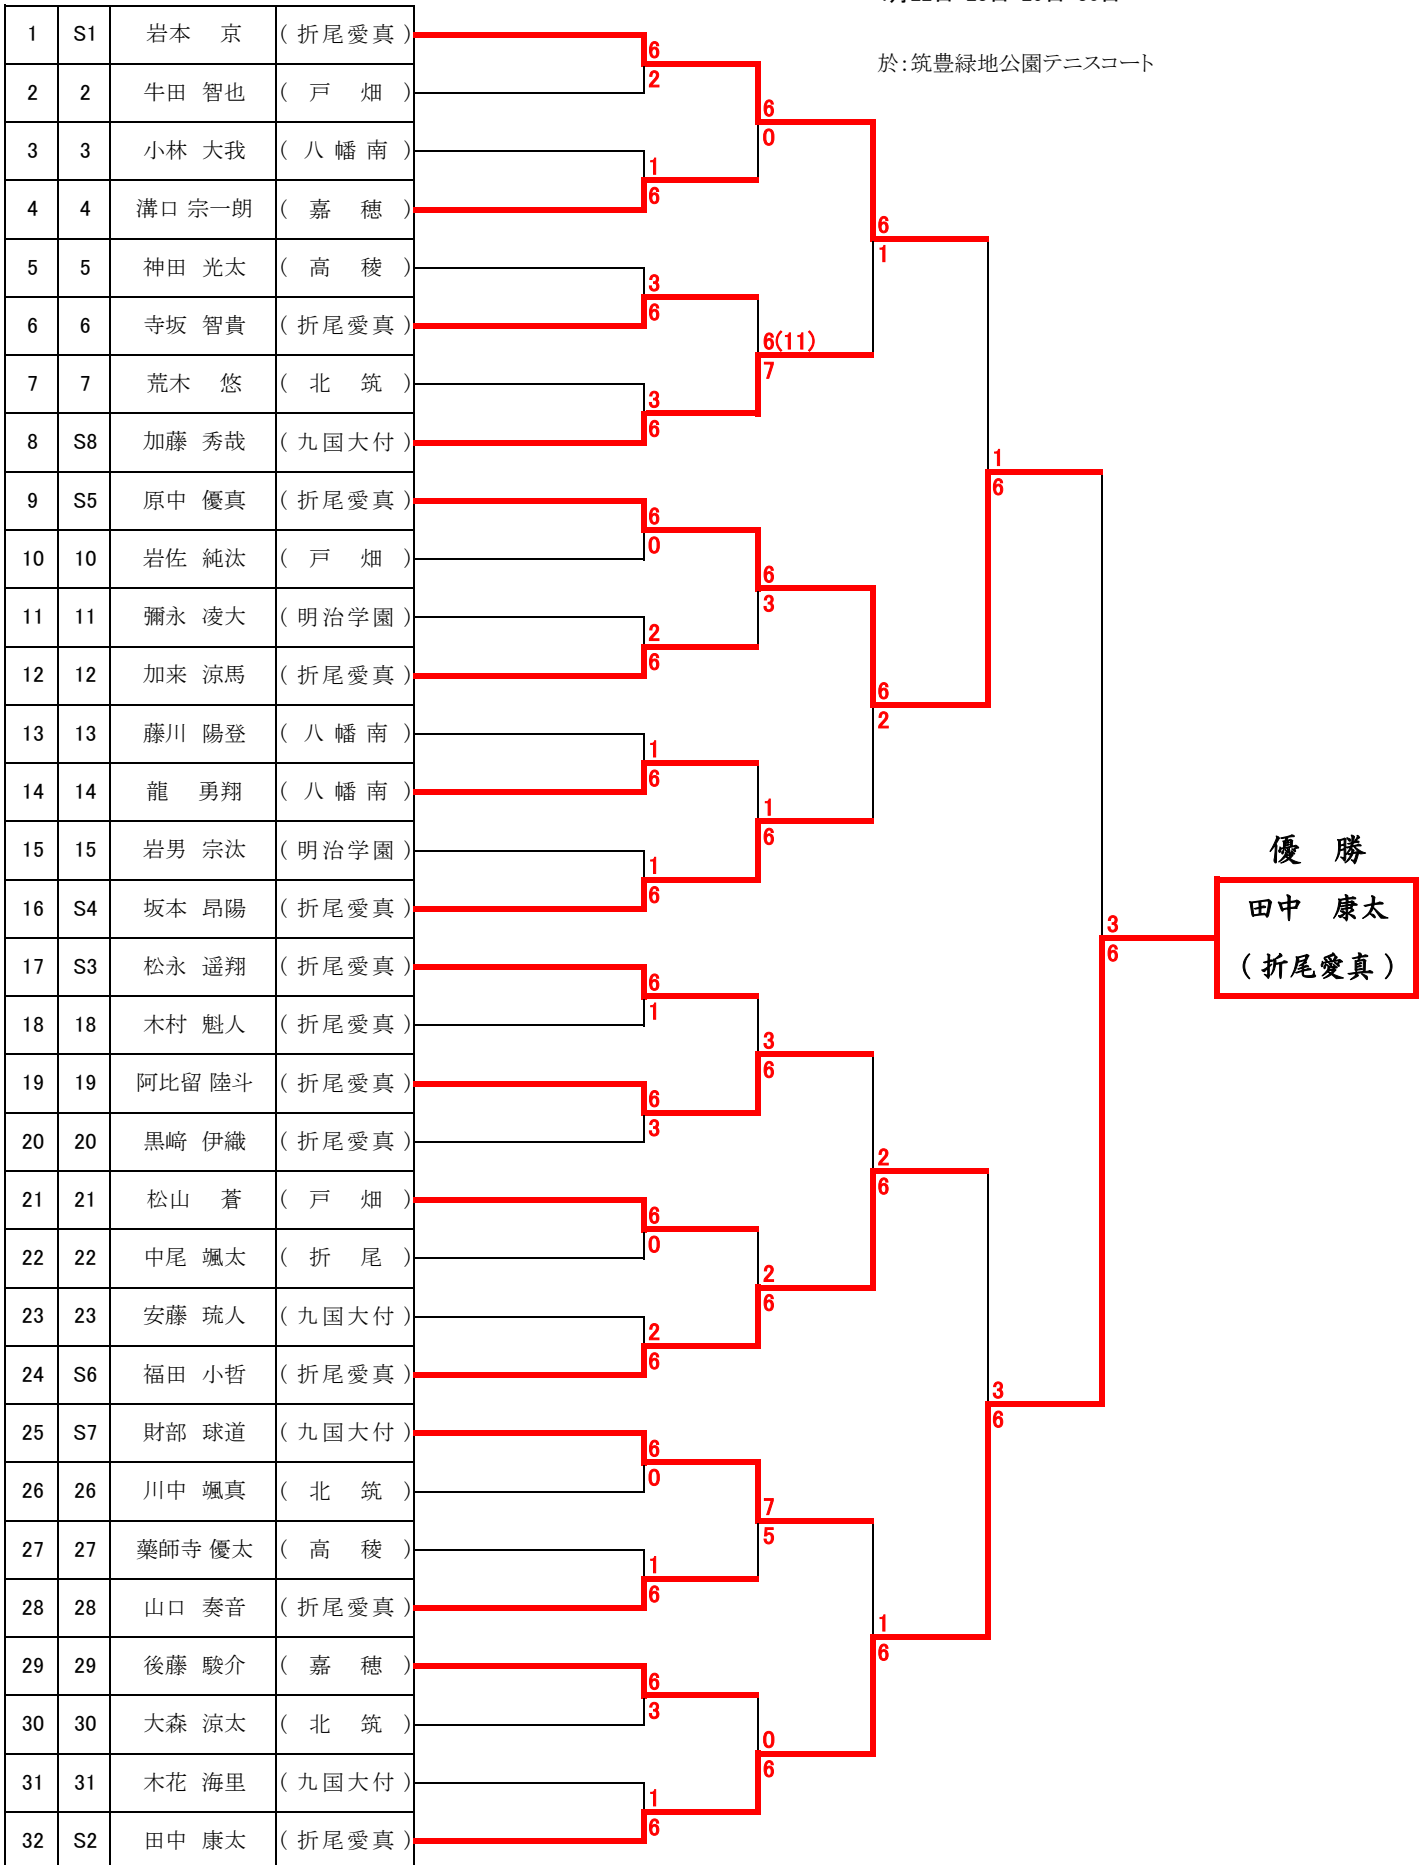 於：筑豊緑地公園テニスコート
1 S1 岩本 京 (折尾愛真)
6
2 2 牛田 智也 (戸 畑)
2
6
0
3 3 小林 大我 (八幡南)
1
4 4 溝口 宗一朗 (嘉 穂)
6
6
1
5 5 神田 光太 (高 稜)
3
6 6 寺坂 智貴 (折尾愛真)
6
6(11)
7
7 7 荒木 悠 (北 筑)
3
8 S8 加藤 秀哉 (九国大付)
6
1
6
9 S5 原中 優真 (折尾愛真)
6
10 10 岩佐 純汰 (戸 畑)
0
6
3
11 11 彌永 凌大 (明治学園)
2
12 12 加来 涼馬 (折尾愛真)
6
6
2
13 13 藤川 陽登 (八幡南)
1
14 14 龍 勇翔 (八幡南)
6
1
6
15 15 岩男 宗汰 (明治学園)
1
16 S4 坂本 昂陽 (折尾愛真)
6
優 勝
田中 康太
(折尾愛真)
3
6
17 S3 松永 遥翔 (折尾愛真)
6
18 18 木村 魁人 (折尾愛真)
1
3
6
19 19 阿比留 陸斗 (折尾愛真)
6
20 20 黒﨑 伊織 (折尾愛真)
3
2
6
21 21 松山 蒼 (戸 畑)
6
22 22 中尾 颯太 (折 尾)
0
2
6
23 23 安藤 琉人 (九国大付)
2
24 S6 福田 小哲 (折尾愛真)
6
3
6
25 S7 財部 球道 (九国大付)
6
26 26 川中 颯真 (北 筑)
0
7
5
27 27 藥師寺 優太 (高 稜)
1
28 28 山口 奏音 (折尾愛真)
6
1
6
29 29 後藤 駿介 (嘉 穂)
6
30 30 大森 涼太 (北 筑)
3
0
6
31 31 木花 海里 (九国大付)
1
32 S2 田中 康太 (折尾愛真)
6